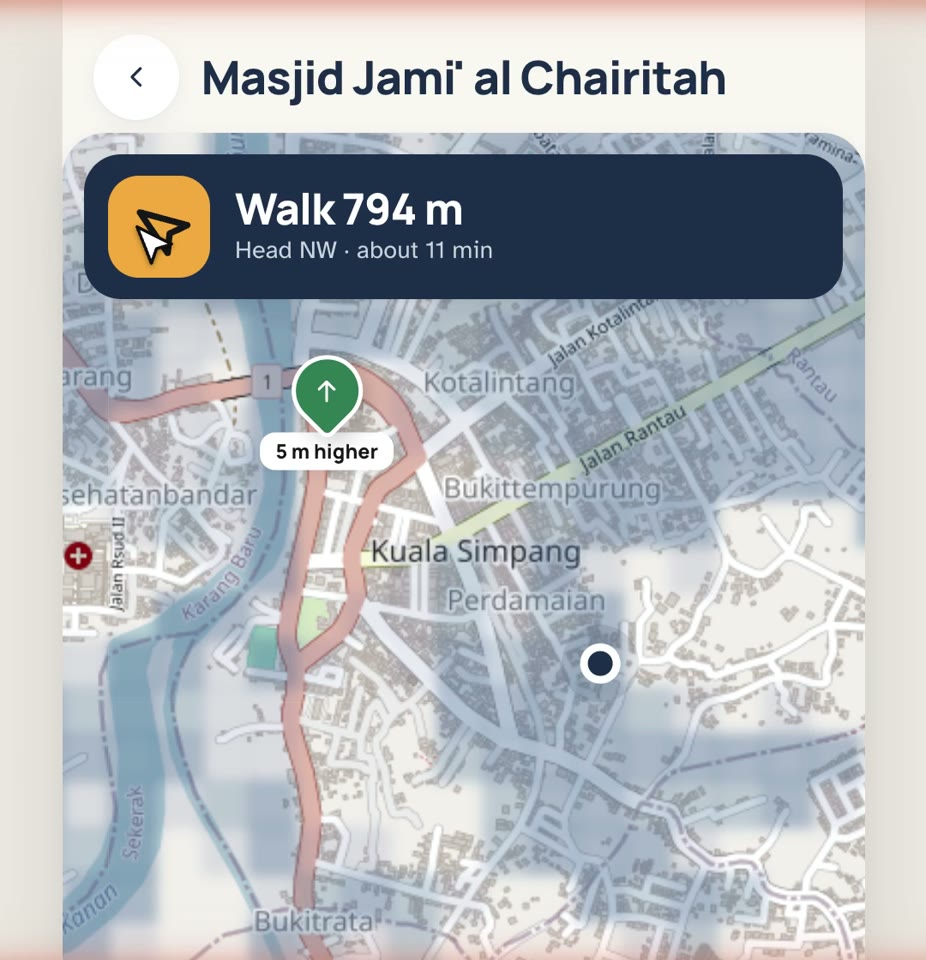 Masjid Jami' al Chairitah
Walk 794 m
Head NW · about 11 min
Jalan Kotalinta
arang
1
Kotalintang
Rantau
5 m higher
Jalan Rantau
sehatanbandar
Bukittempurung
Jalan Rsud II
Karang Baru
Kuala Simpang
Perdamaian
Sekerak
Kanan
Bukitrata